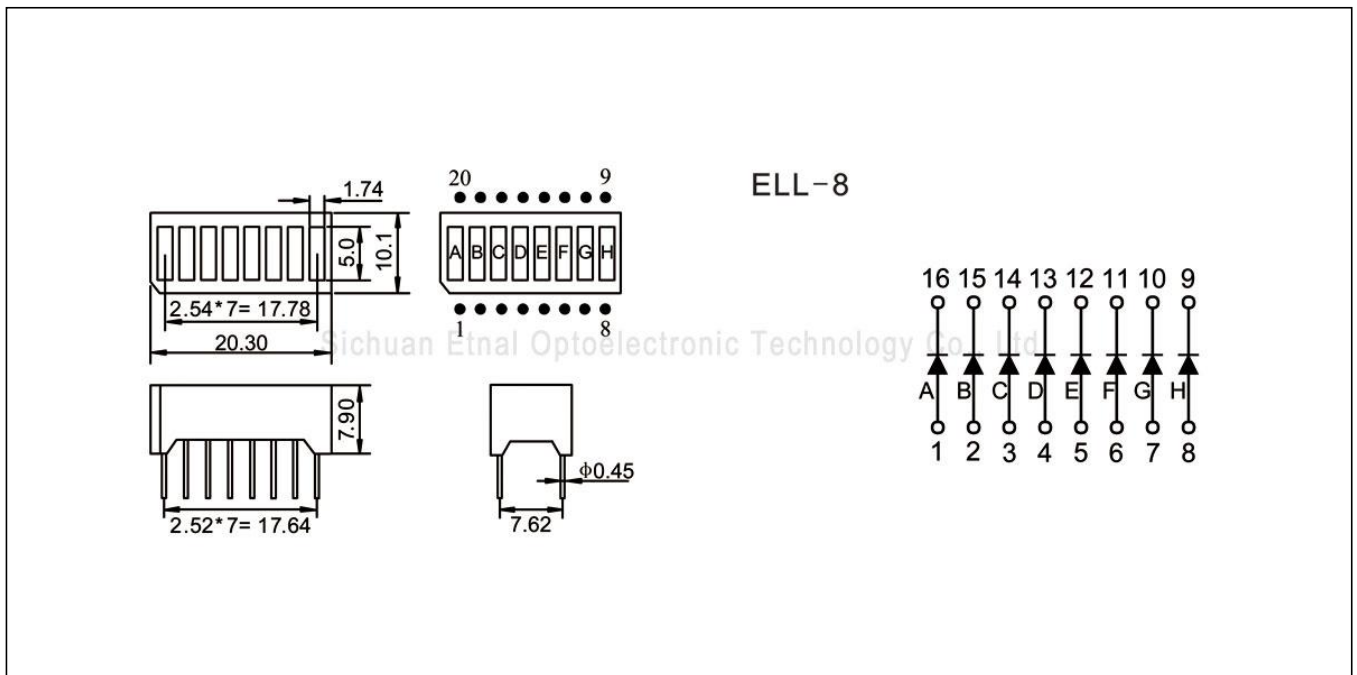 ELL-8
1.74
5.0
10.1
2.54*7= 17.78
20.30
20 9
A B C D E F G H
1 8
Sichuan Etnal Optoelectronic Technology Co., Ltd.
16 15 14 13 12 11 10 9
A B C D E F G H
1 2 3 4 5 6 7 8
7.90
2.52*7= 17.64
ϕ0.45
7.62